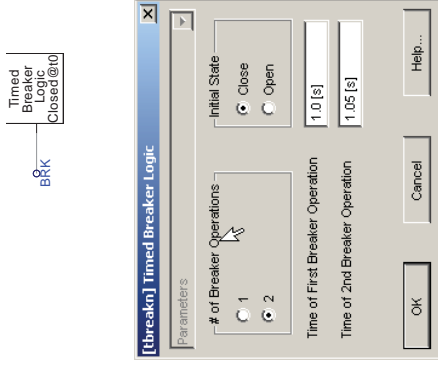 Timed
Breaker
Logic
Closed@t0
BRK
[tbreakn] Timed Breaker Logic
Parameters
# of Breaker Operations
1
2
Initial State
Close
Open
Time of First Breaker Operation
1.0 [s]
Time of 2nd Breaker Operation
1.05 [s]
OK
Cancel
Help...